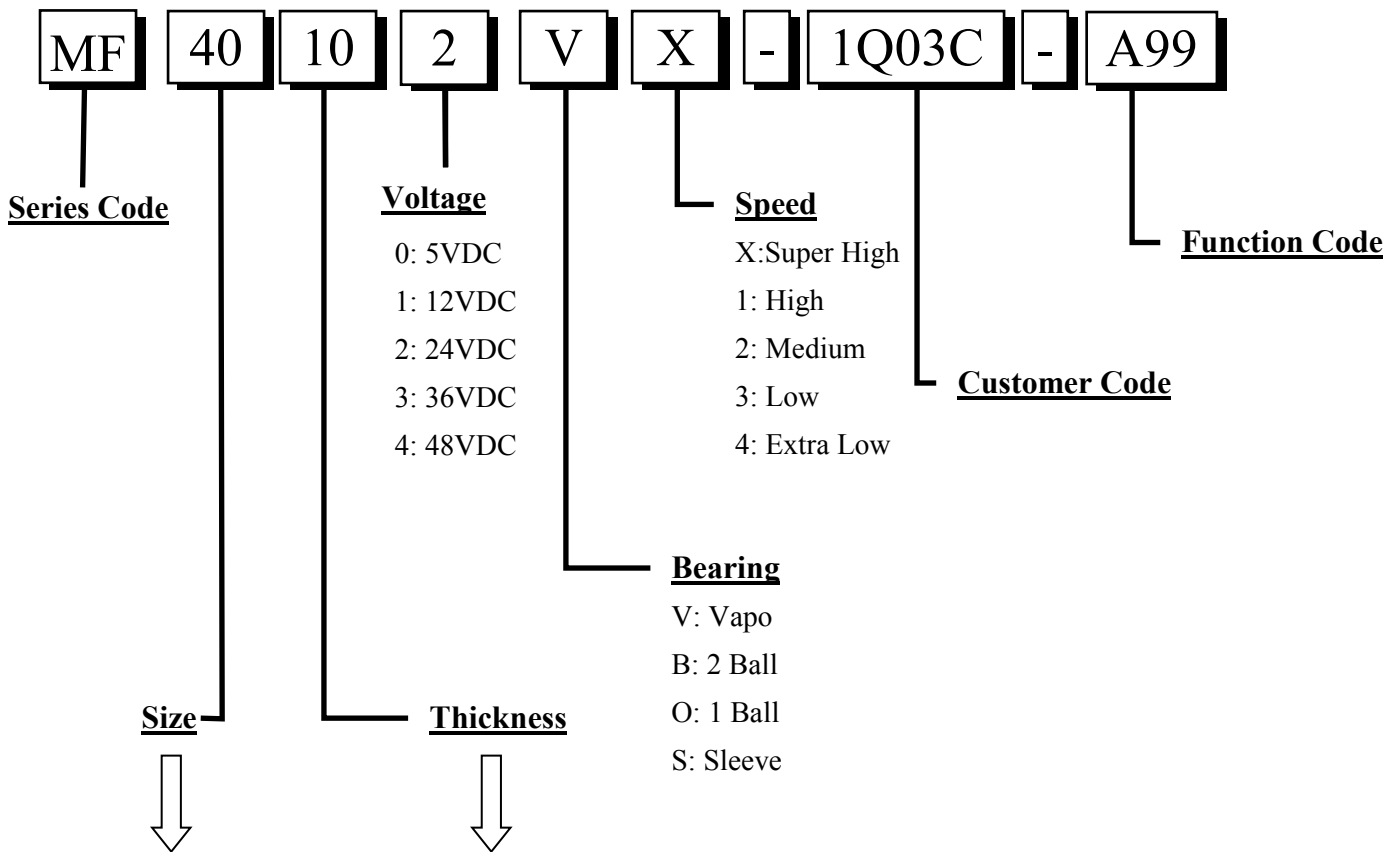 MF 40 10 2 V X - 1Q03C - A99
Series Code
Voltage
0: 5VDC
1: 12VDC
2: 24VDC
3: 36VDC
4: 48VDC
Speed
X:Super High
1: High
2: Medium
3: Low
4: Extra Low
Function Code
Customer Code
Bearing
V: Vapo
B: 2 Ball
O: 1 Ball
S: Sleeve
Size
Thickness